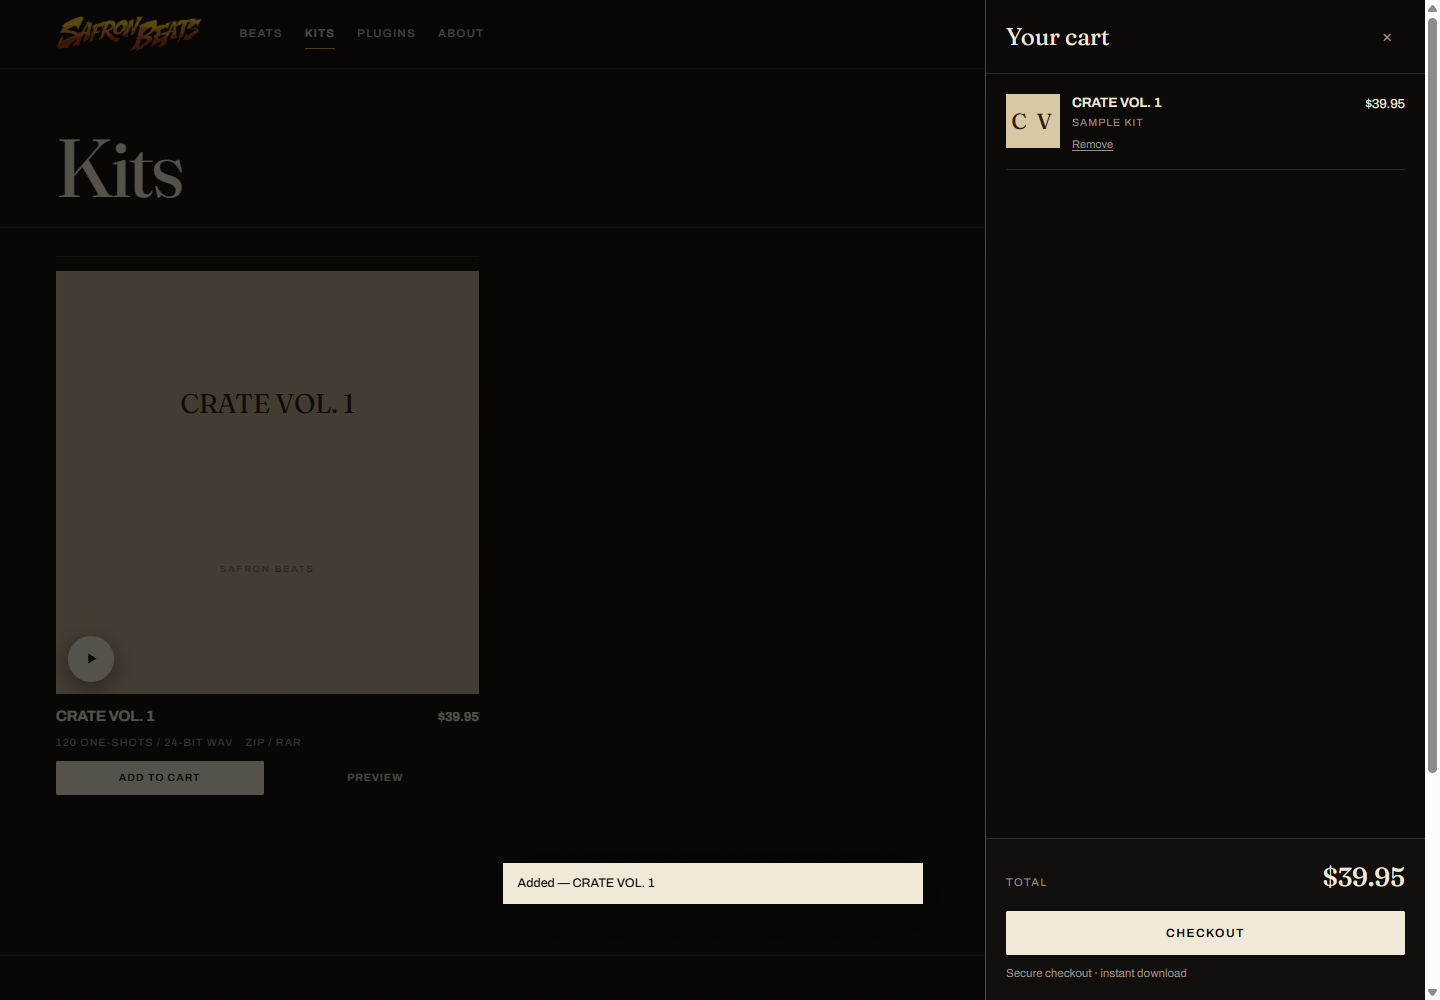 SAFRON BEATS
BEATS
KITS
PLUGINS
ABOUT
Kits
CRATE VOL. 1
SAFRON BEATS
CRATE VOL. 1
$39.95
120 ONE-SHOTS / 24-BIT WAV ZIP / RAR
ADD TO CART
PREVIEW
Added — CRATE VOL. 1
Your cart
×
C V
CRATE VOL. 1
$39.95
SAMPLE KIT
Remove
TOTAL
$39.95
CHECKOUT
Secure checkout · instant download